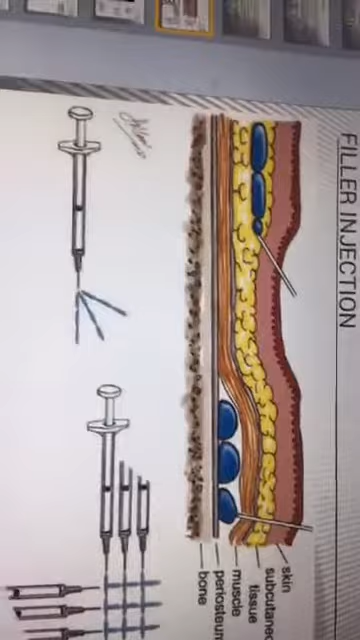 FILLER INJECTION
skin
subcutaneous
tissue
muscle
periosteum
bone